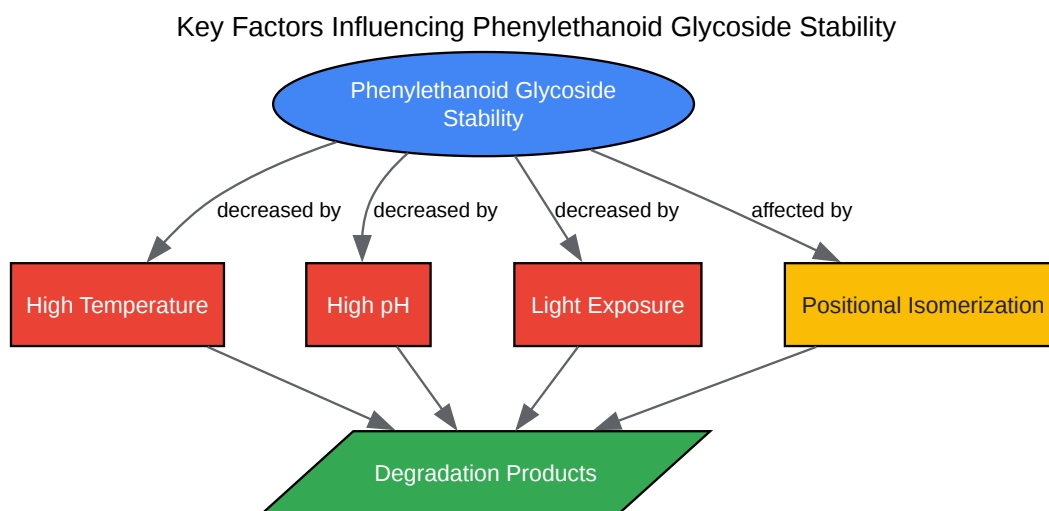 Key Factors Influencing Phenylethanoid Glycoside Stability
Phenylethanoid Glycoside
Stability
decreased by
decreased by
decreased by
affected by
High Temperature
High pH
Light Exposure
Positional Isomerization
Degradation Products